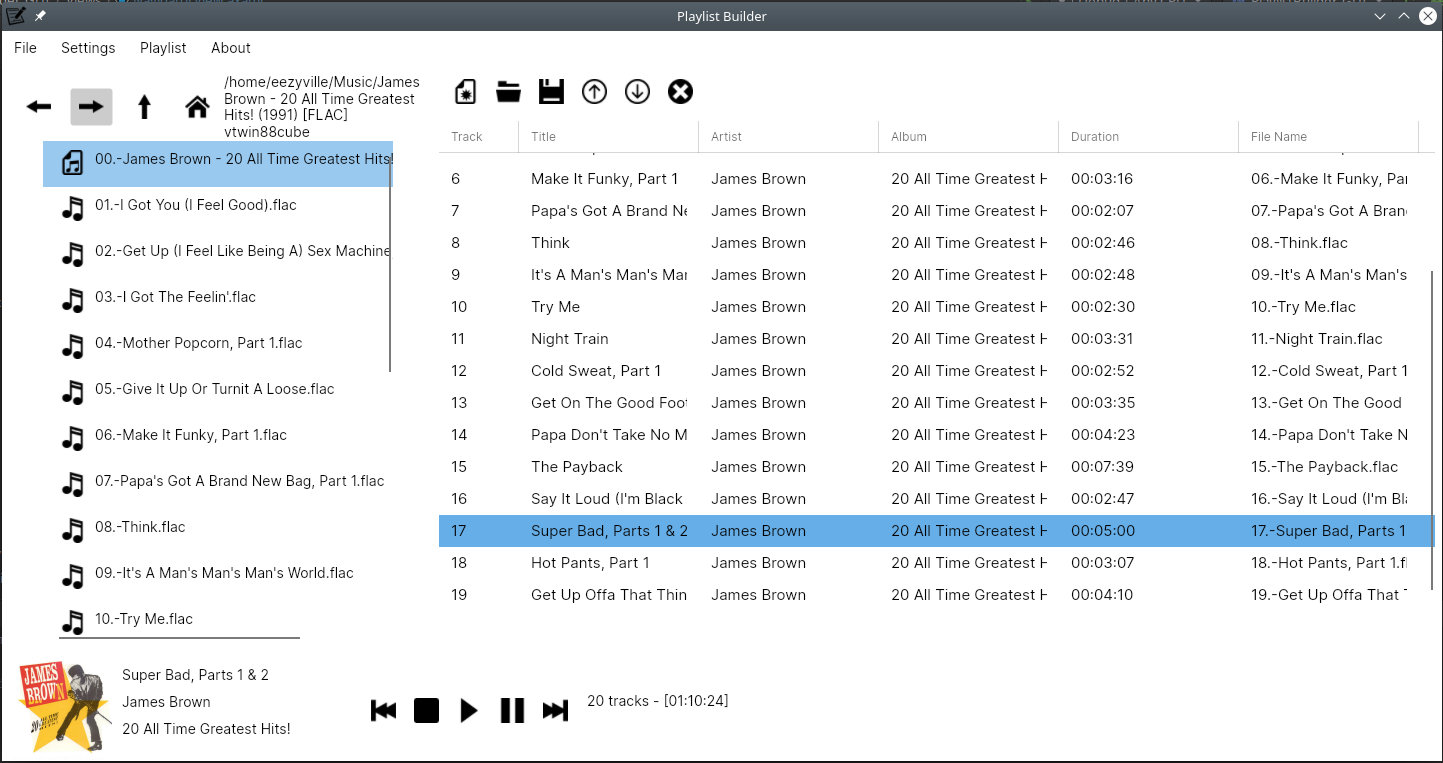 Playlist Builder
File Settings Playlist About
/home/eezyville/Music/James
Brown - 20 All Time Greatest
Hits! (1991) [FLAC]
vtwin88cube
00.-James Brown - 20 All Time Greatest Hits!
01.-I Got You (I Feel Good).flac
02.-Get Up (I Feel Like Being A) Sex Machine
03.-I Got The Feelin'.flac
04.-Mother Popcorn, Part 1.flac
05.-Give It Up Or Turnit A Loose.flac
06.-Make It Funky, Part 1.flac
07.-Papa's Got A Brand New Bag, Part 1.flac
08.-Think.flac
09.-It's A Man's Man's Man's World.flac
10.-Try Me.flac
Track Title Artist Album Duration File Name
6 Make It Funky, Part 1 James Brown 20 All Time Greatest H 00:03:16 06.-Make It Funky, Par
7 Papa's Got A Brand Ne James Brown 20 All Time Greatest H 00:02:07 07.-Papa's Got A Bran
8 Think James Brown 20 All Time Greatest H 00:02:46 08.-Think.flac
9 It's A Man's Man's Mar James Brown 20 All Time Greatest H 00:02:48 09.-It's A Man's Man's
10 Try Me James Brown 20 All Time Greatest H 00:02:30 10.-Try Me.flac
11 Night Train James Brown 20 All Time Greatest H 00:03:31 11.-Night Train.flac
12 Cold Sweat, Part 1 James Brown 20 All Time Greatest H 00:02:52 12.-Cold Sweat, Part 1
13 Get On The Good Foot James Brown 20 All Time Greatest H 00:03:35 13.-Get On The Good
14 Papa Don't Take No M James Brown 20 All Time Greatest H 00:04:23 14.-Papa Don't Take N
15 The Payback James Brown 20 All Time Greatest H 00:07:39 15.-The Payback.flac
16 Say It Loud (I'm Black James Brown 20 All Time Greatest H 00:02:47 16.-Say It Loud (I'm Bla
17 Super Bad, Parts 1 & 2 James Brown 20 All Time Greatest H 00:05:00 17.-Super Bad, Parts 1
18 Hot Pants, Part 1 James Brown 20 All Time Greatest H 00:03:07 18.-Hot Pants, Part 1.fl
19 Get Up Offa That Thin James Brown 20 All Time Greatest H 00:04:10 19.-Get Up Offa That T
JAMES
BROWN
Super Bad, Parts 1 & 2
James Brown
20 All Time Greatest Hits!
20 tracks - [01:10:24]